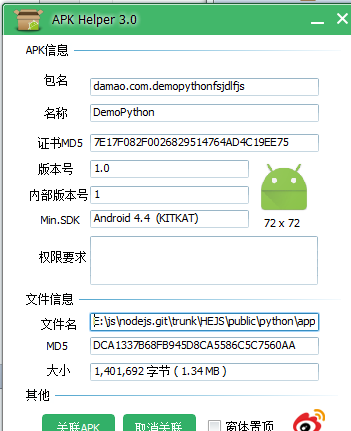 APK Helper 3.0
APK信息
包名 damao.com.demopythonfsjdlfjs
名称 DemoPython
证书MD5 7E17F082F0026829514764AD4C19EE75
版本号 1.0
内部版本号 1
Min.SDK Android 4.4 (KITKAT)
72 x 72
权限要求
文件信息
文件名 E:\js\nodejs.git\trunk\HEJS\public\python\app
MD5 DCA1337B68FB945D8CA5586C5C7560AA
大小 1,401,692 字节 ( 1.34 MB )
其他
关联APK 取消关联 窗体置顶